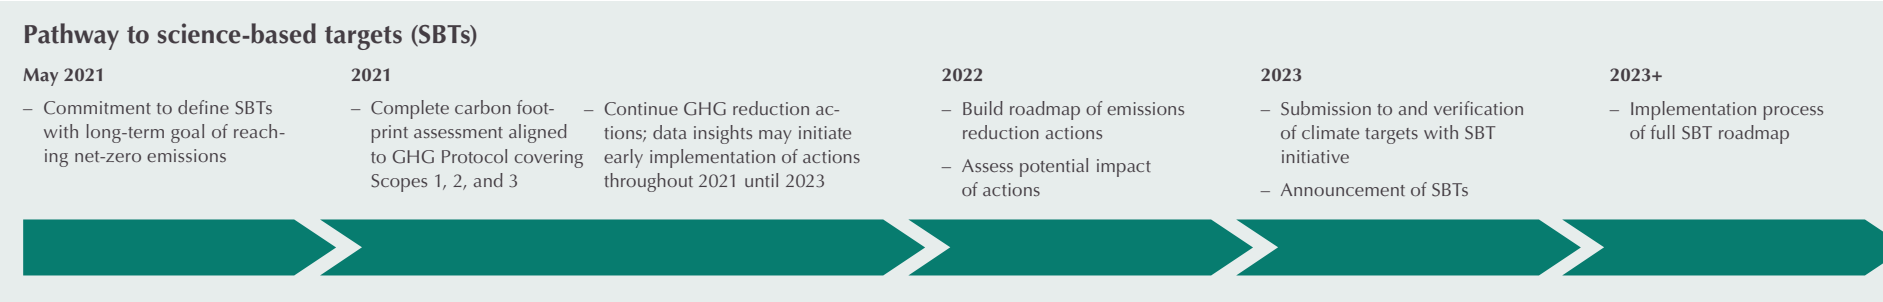 Pathway to science-based targets (SBTs)
May 2021
– Commitment to define SBTs
with long-term goal of reach-
ing net-zero emissions
2021
– Complete carbon foot-
print assessment aligned
to GHG Protocol covering
Scopes 1, 2, and 3
– Continue GHG reduction ac-
tions; data insights may initiate
early implementation of actions
throughout 2021 until 2023
2022
– Build roadmap of emissions
reduction actions
– Assess potential impact
of actions
2023
– Submission to and verification
of climate targets with SBT
initiative
– Announcement of SBTs
2023+
– Implementation process
of full SBT roadmap